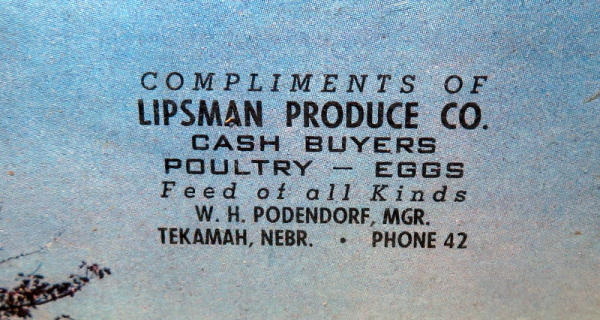 COMPLIMENTS OF
LIPSMAN PRODUCE CO.
CASH BUYERS
POULTRY — EGGS
Feed of all Kinds
W. H. PODENDORF, MGR.
TEKAMAH, NEBR. • PHONE 42